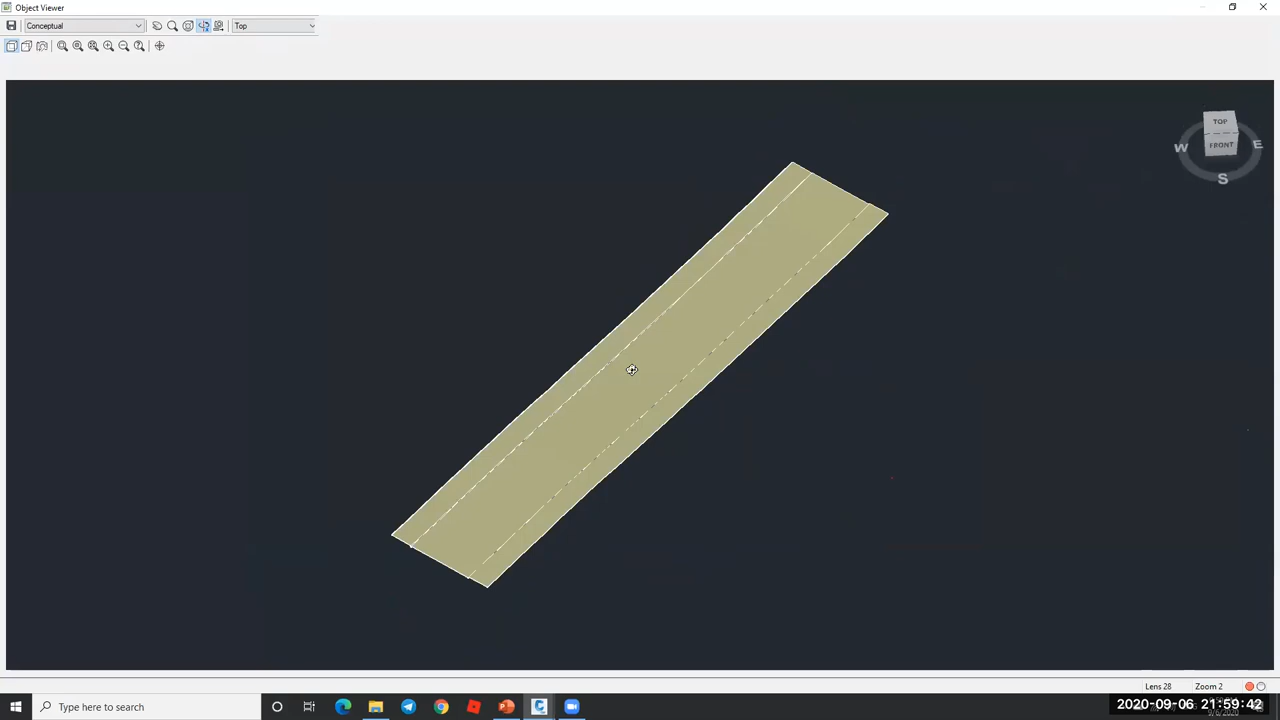 Object Viewer
Conceptual
Top
TOP
FRONT
W
E
S
Lens 28
Zoom 2
Type here to search
2020-09-06 21:59:42